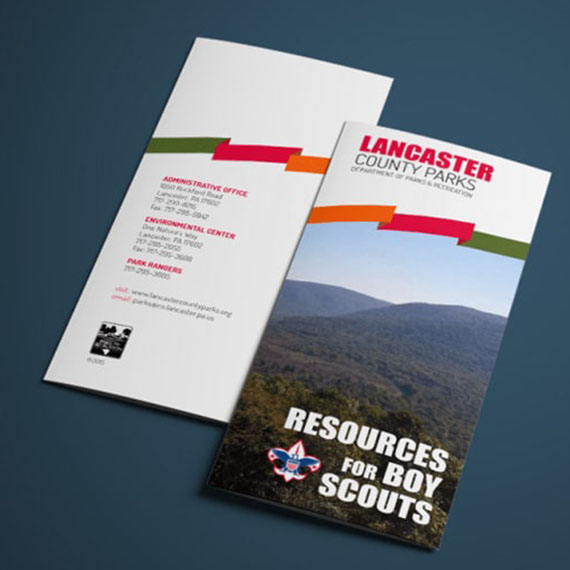 ADMINISTRATIVE OFFICE
1050 Rockford Road
Lancaster, PA 17602
717-299-8215
Fax: 717-295-5942
ENVIRONMENTAL CENTER
One Nature's Way
Lancaster, PA 17602
717-295-2055
Fax: 717-295-3608
PARK RANGERS
717-295-3605
visit : www.lancastercountyparks.org
email: parks@co.lancaster.pa.us
©2015
LANCASTER
COUNTY PARKS
DEPARTMENT OF PARKS & RECREATION
RESOURCES
FOR BOY
SCOUTS